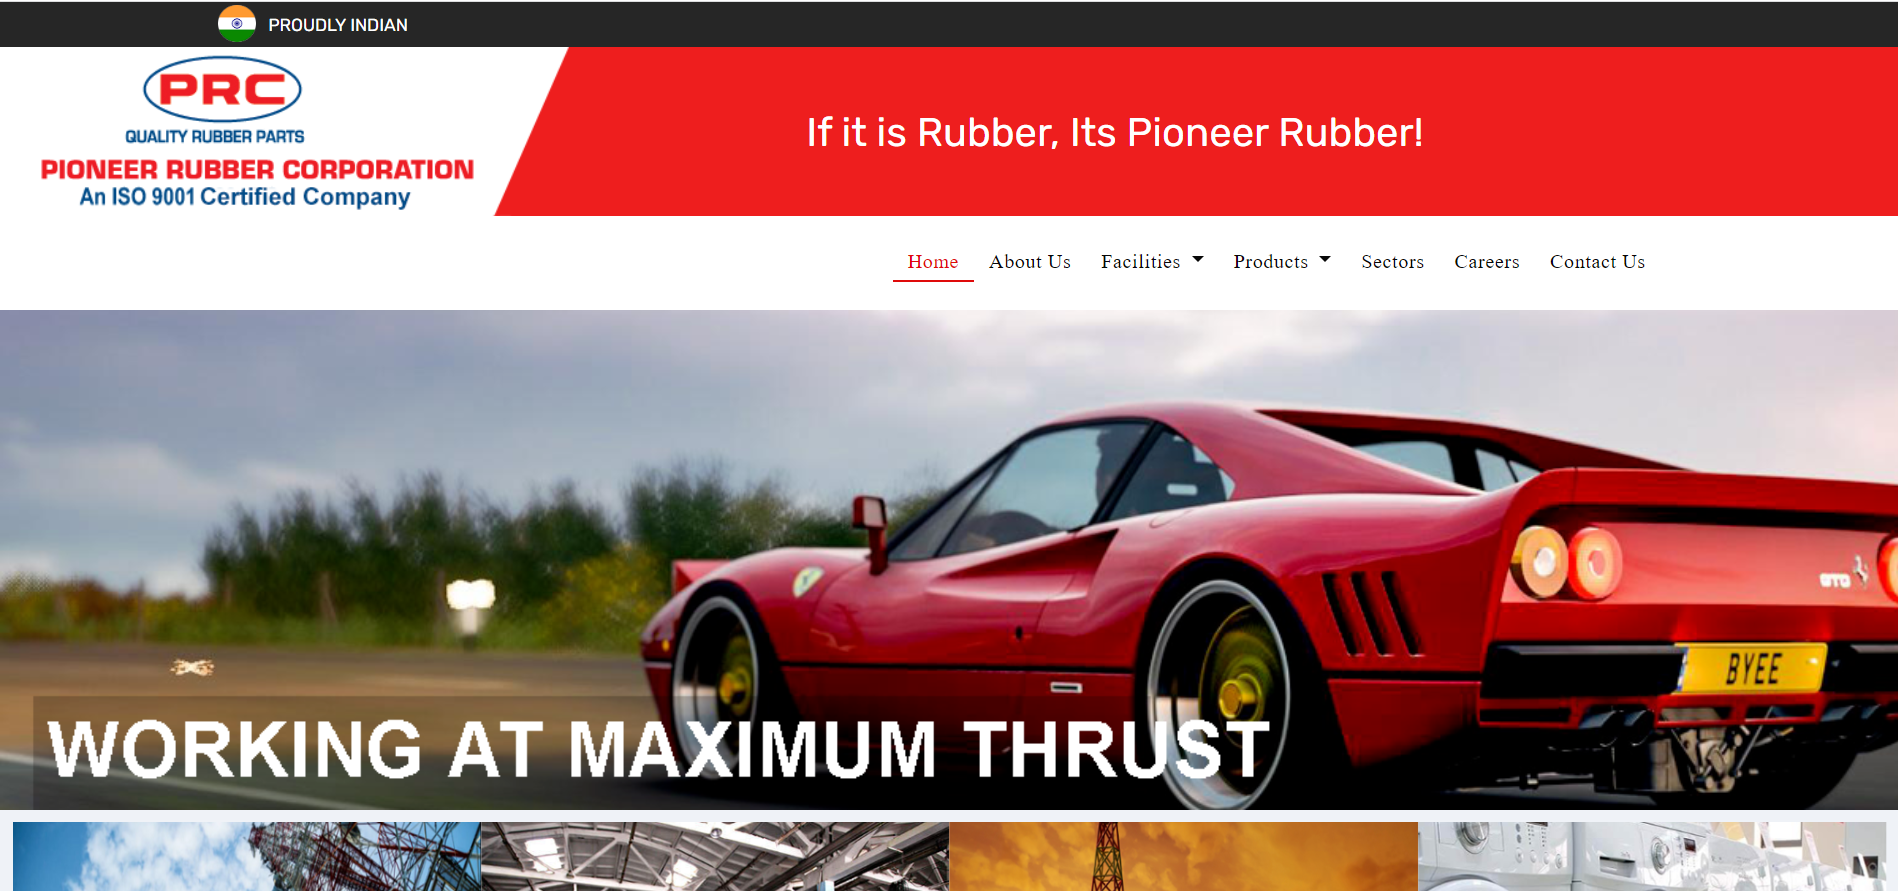 PROUDLY INDIAN
PRC
QUALITY RUBBER PARTS
PIONEER RUBBER CORPORATION
An ISO 9001 Certified Company
If it is Rubber, Its Pioneer Rubber!
Home About Us Facilities Products Sectors Careers Contact Us
GTO
BYEE
WORKING AT MAXIMUM THRUST